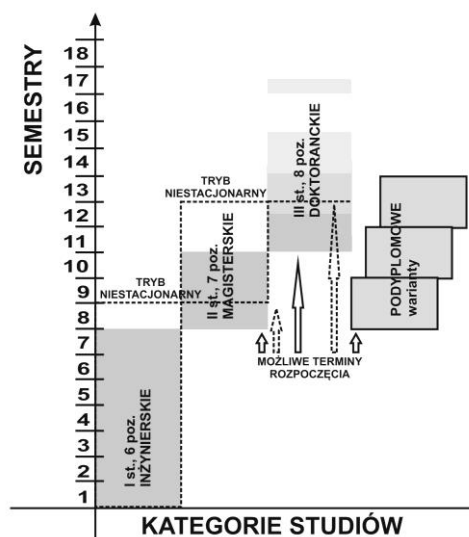 SEMESTRY
18
17
16
15
14
13
12
11
10
9
8
7
6
5
4
3
2
1
I st., 6 poz.
INŻYNIERSKIE
TRYB
NIESTACJONARNY
II st., 7 poz.
MAGISTERSKIE
TRYB
NIESTACJONARNY
III st., 8 poz.
DOKTORANCKIE
PODYPLOMOWE
warianty
MOŻLIWE TERMINY
ROZPOCZĘCIA
KATEGORIE STUDIÓW